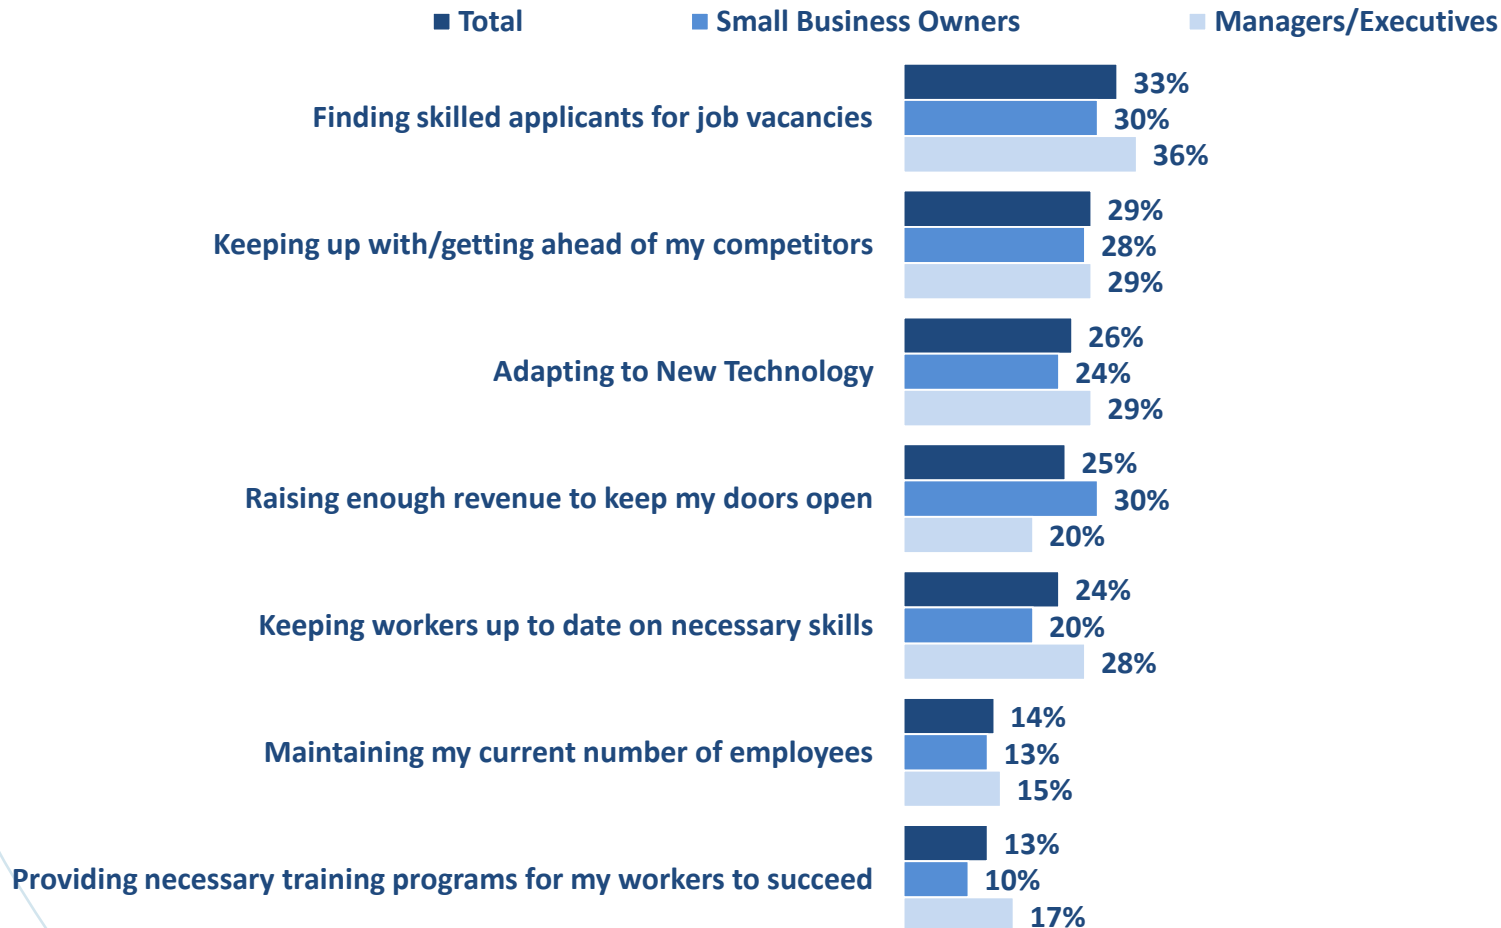 Total Small Business Owners Managers/Executives
Finding skilled applicants for job vacancies
33%
30%
36%
Keeping up with/getting ahead of my competitors
29%
28%
29%
Adapting to New Technology
26%
24%
29%
Raising enough revenue to keep my doors open
25%
30%
20%
Keeping workers up to date on necessary skills
24%
20%
28%
Maintaining my current number of employees
14%
13%
15%
Providing necessary training programs for my workers to succeed
13%
10%
17%